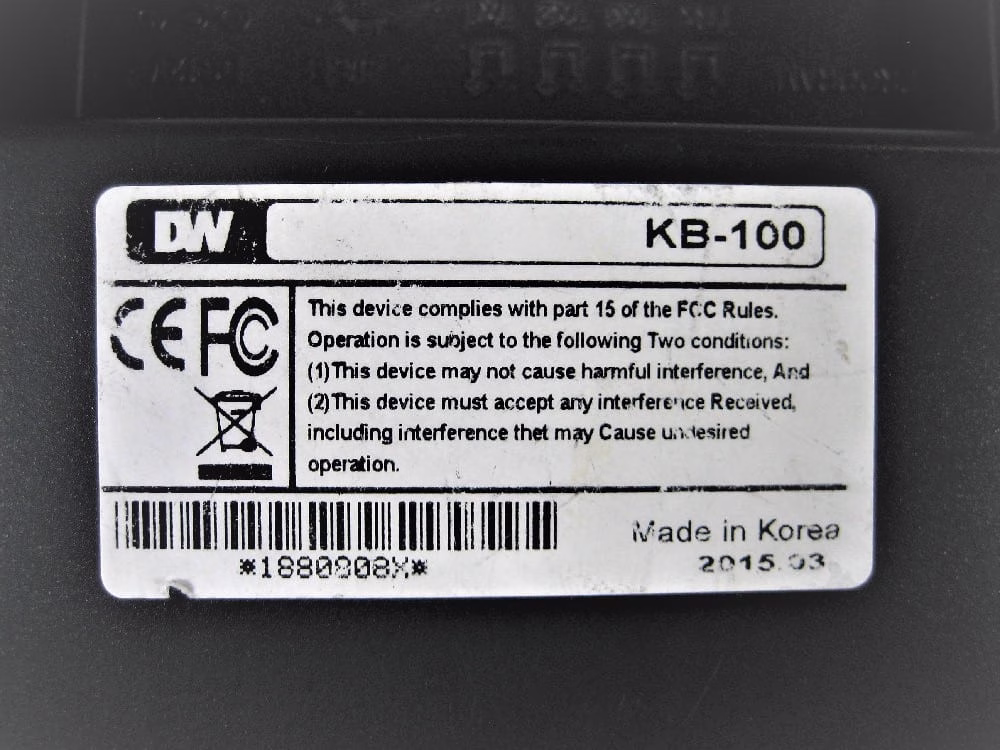 DW
KB-100
CE FC
This device complies with part 15 of the FCC Rules.
Operation is subject to the following Two conditions:
(1)This device may not cause harmful interference, And
(2)This device must accept any interference Received,
including interference thet may Cause undesired
operation.
*1880808X*
Made in Korea
2015.03